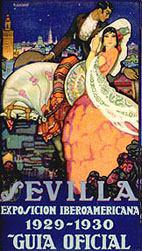 SEVILLA
EXPOSICION IBEROAMERICANA
1929-1930
-GUIA OFICIAL